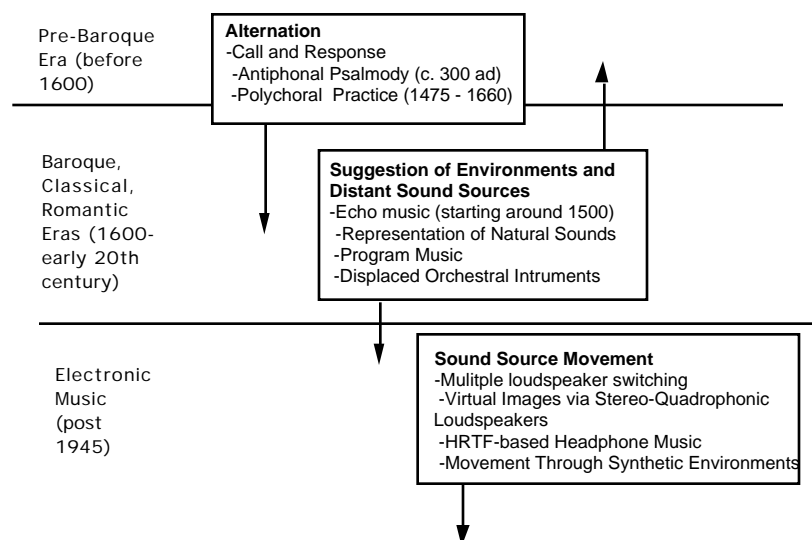 Pre-Baroque
Era (before
1600)
Alternation
-Call and Response
-Antiphonal Psalmody (c. 300 ad)
-Polychoral Practice (1475 - 1660)
Baroque,
Classical,
Romantic
Eras (1600-
early 20th
century)
Suggestion of Environments and
Distant Sound Sources
-Echo music (starting around 1500)
-Representation of Natural Sounds
-Program Music
-Displaced Orchestral Intruments
Electronic
Music
(post
1945)
Sound Source Movement
-Mulitple loudspeaker switching
-Virtual Images via Stereo-Quadrophonic
Loudspeakers
-HRTF-based Headphone Music
-Movement Through Synthetic Environments